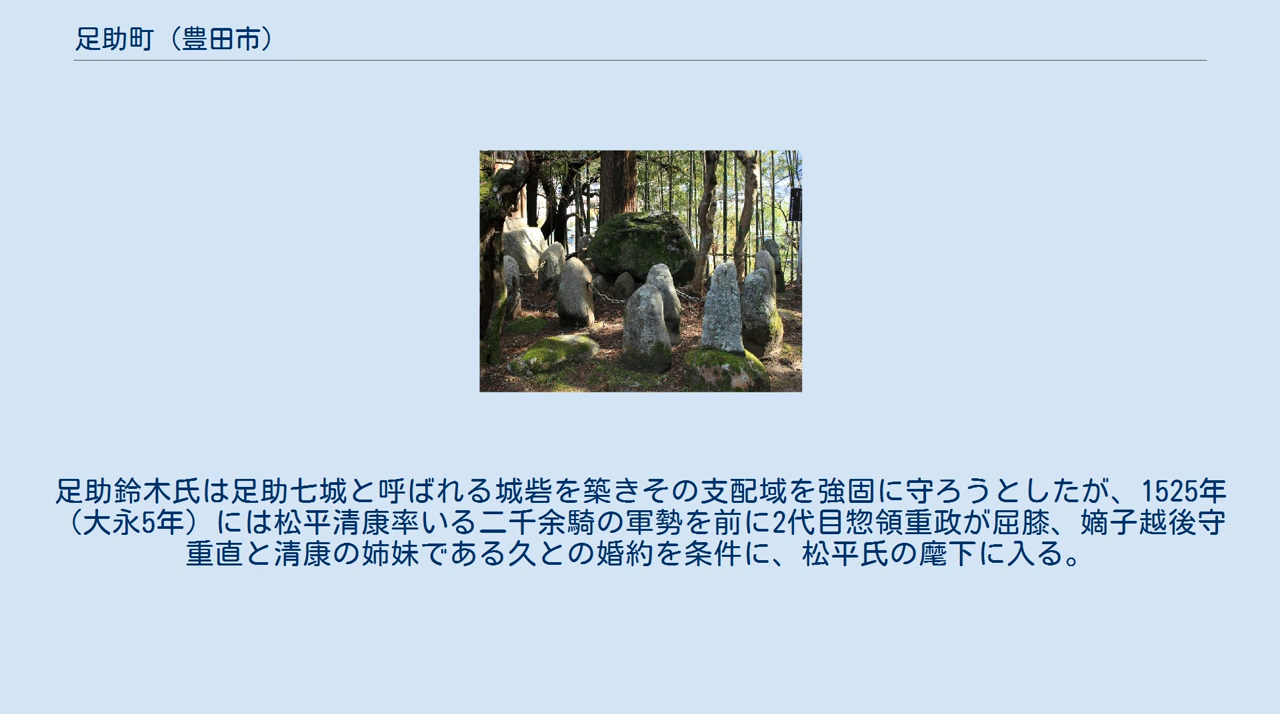 足助町（豊田市）
足助鈴木氏は足助七城と呼ばれる城砦を築きその支配域を強固に守ろうとしたが、1525年
（大永5年）には松平清康率いる二千余騎の軍勢を前に2代目惣領重政が屈膝、嫡子越後守
重直と清康の姉妹である久との婚約を条件に、松平氏の麾下に入る。